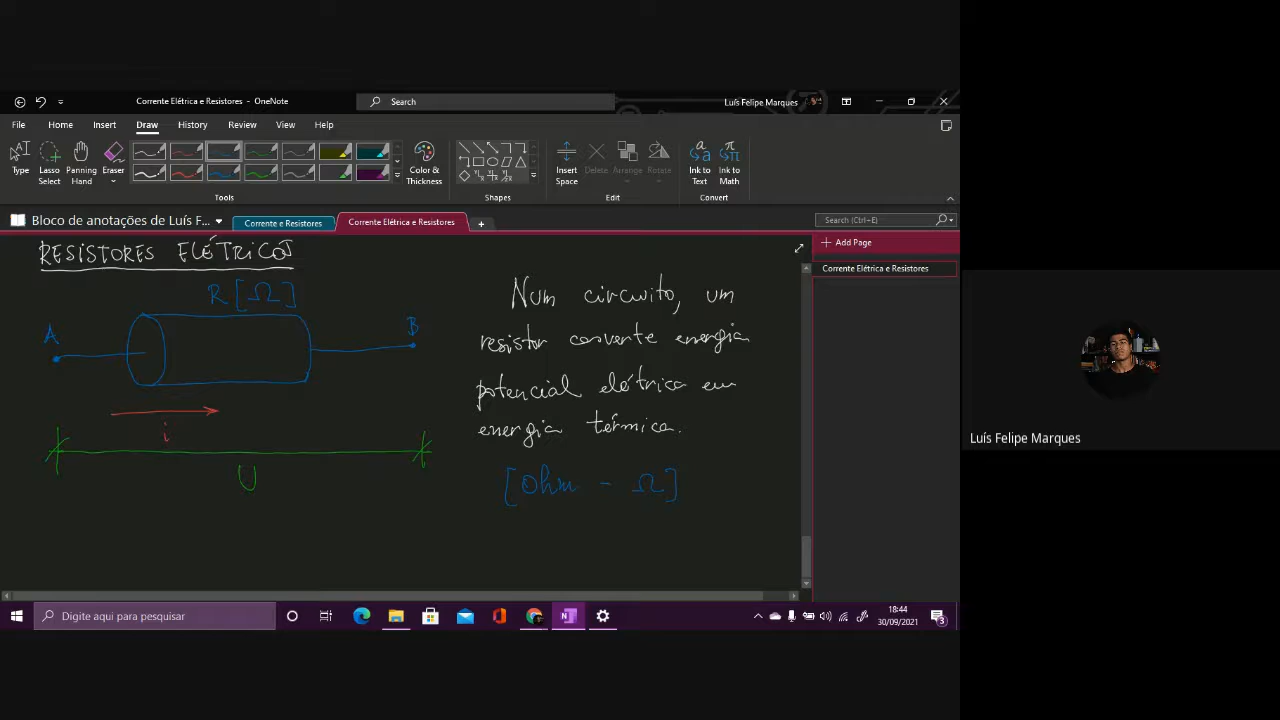 Corrente Elétrica e Resistores - OneNote
Search
Luís Felipe Marques
File Home Insert Draw History Review View Help
Type
Lasso Select
Panning Hand
Eraser
Color & Thickness
Insert Space
Delete
Arrange
Rotate
Ink to Text
Ink to Math
Tools
Shapes
Edit
Convert
Bloco de anotações de Luís F...
Corrente e Resistores
Corrente Elétrica e Resistores
+
Search (Ctrl+E)
Add Page
Corrente Elétrica e Resistores
RESISTORES ELÉTRICOS
R [Ω]
A
B
i
U
Num circuito, um
resistor converte energia
potencial elétrica em
energia térmica.
[Ohm - Ω]
Luís Felipe Marques
Digite aqui para pesquisar
18:44
30/09/2021
3